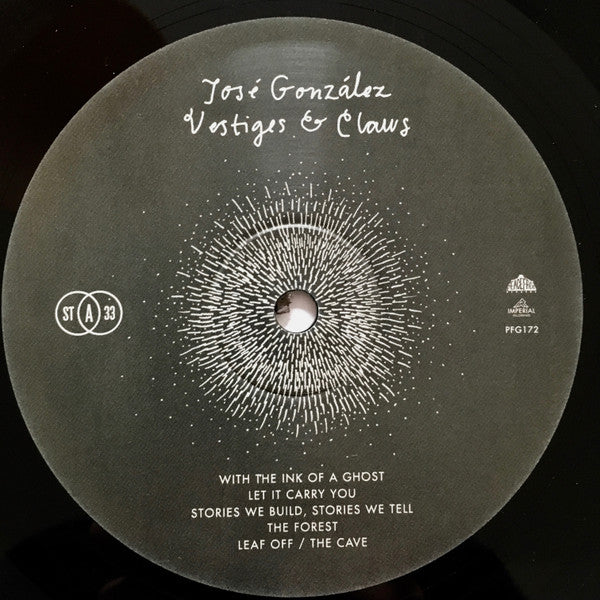 José González
Vestiges & Claws
ST A 33
IMPERIAL
PFG172
WITH THE INK OF A GHOST
LET IT CARRY YOU
STORIES WE BUILD, STORIES WE TELL
THE FOREST
LEAF OFF / THE CAVE